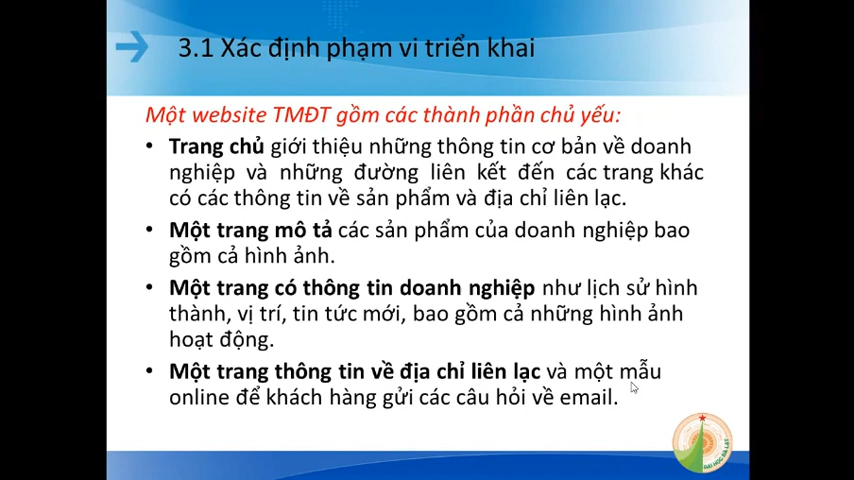 3.1 Xác định phạm vi triển khai
Một website TMĐT gồm các thành phần chủ yếu:
• Trang chủ giới thiệu những thông tin cơ bản về doanh
nghiệp và những đường liên kết đến các trang khác
có các thông tin về sản phẩm và địa chỉ liên lạc.
• Một trang mô tả các sản phẩm của doanh nghiệp bao
gồm cả hình ảnh.
• Một trang có thông tin doanh nghiệp như lịch sử hình
thành, vị trí, tin tức mới, bao gồm cả những hình ảnh
hoạt động.
• Một trang thông tin về địa chỉ liên lạc và một mẫu
online để khách hàng gửi các câu hỏi về email.
ĐẠI HỌC ĐÀ LẠT